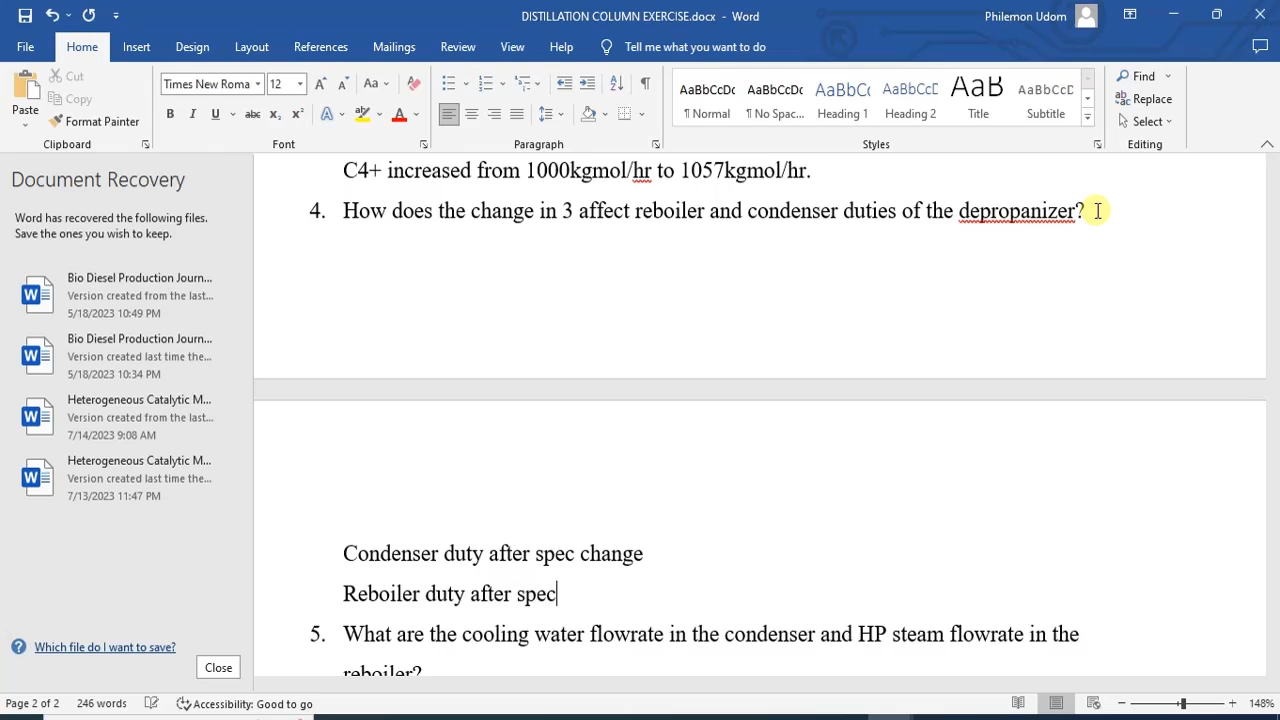 DISTILLATION COLUMN EXERCISE.docx - Word
Philemon Udom
File Home Insert Design Layout References Mailings Review View Help Tell me what you want to do
Paste
Cut
Copy
Format Painter
Clipboard
Times New Roma 12
Font
Paragraph
AaBbCcDc AaBbCcDc AaBbCc AaBbCcD AaB AaBbCcD
¶ Normal ¶ No Spac... Heading 1 Heading 2 Title Subtitle
Styles
Find
Replace
Select
Editing
Document Recovery
Word has recovered the following files.
Save the ones you wish to keep.
Bio Diesel Production Journ...
Version created from the last...
5/18/2023 10:49 PM
Bio Diesel Production Journ...
Version created last time the...
5/18/2023 10:34 PM
Heterogeneous Catalytic M...
Version created from the last...
7/14/2023 9:08 AM
Heterogeneous Catalytic M...
Version created last time the...
7/13/2023 11:47 PM
Which file do I want to save?
Close
C4+ increased from 1000kgmol/hr to 1057kgmol/hr.
4. How does the change in 3 affect reboiler and condenser duties of the depropanizer?
Condenser duty after spec change
Reboiler duty after spec
5. What are the cooling water flowrate in the condenser and HP steam flowrate in the
reboiler?
Page 2 of 2 246 words Accessibility: Good to go 148%